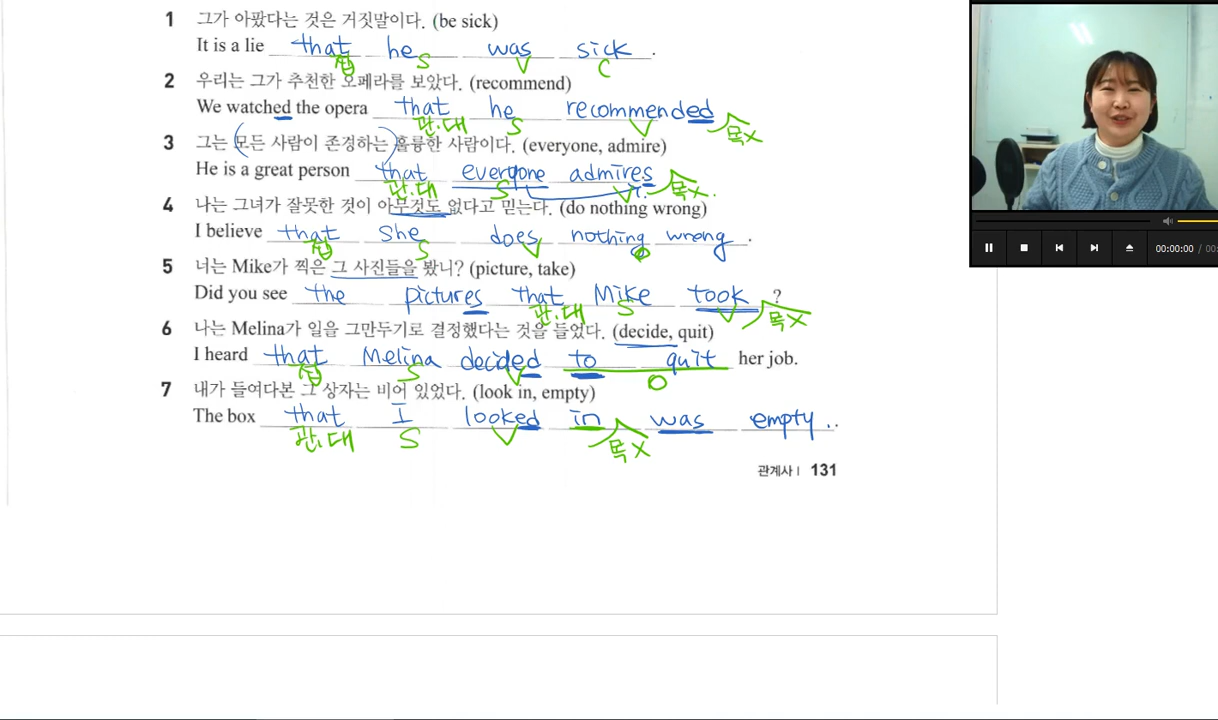 1 그가 아팠다는 것은 거짓말이다. (be sick)
It is a lie that he was sick .
접 S V C
2 우리는 그가 추천한 오페라를 보았다. (recommend)
We watched the opera that he recommended
관.대 S V 목X
3 그는 모든 사람이 존경하는 훌륭한 사람이다. (everyone, admire)
He is a great person that everyone admires .
관.대 S V 목X
4 나는 그녀가 잘못한 것이 아무것도 없다고 믿는다. (do nothing wrong)
I believe that she does nothing wrong .
접 S V O
5 너는 Mike가 찍은 그 사진들을 봤니? (picture, take)
Did you see the pictures that Mike took ?
관.대 S V 목X
6 나는 Melina가 일을 그만두기로 결정했다는 것을 들었다. (decide, quit)
I heard that Melina decided to quit her job.
접 S V O
7 내가 들여다본 그 상자는 비어 있었다. (look in, empty)
The box that I looked in was empty .
관.대 S V 목X
관계사 I 131
00:00:00 / 00: